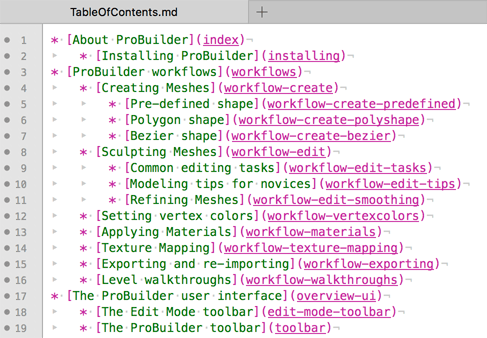 TableOfContents.md
1 * [About ProBuilder](index)
2 * [Installing ProBuilder](installing)
3 * [ProBuilder workflows](workflows)
4 * [Creating Meshes](workflow-create)
5 * [Pre-defined shape](workflow-create-predefined)
6 * [Polygon shape](workflow-create-polyshape)
7 * [Bezier shape](workflow-create-bezier)
8 * [Sculpting Meshes](workflow-edit)
9 * [Common editing tasks](workflow-edit-tasks)
10 * [Modeling tips for novices](workflow-edit-tips)
11 * [Refining Meshes](workflow-edit-smoothing)
12 * [Setting vertex colors](workflow-vertexcolors)
13 * [Applying Materials](workflow-materials)
14 * [Texture Mapping](workflow-texture-mapping)
15 * [Exporting and re-importing](workflow-exporting)
16 * [Level walkthroughs](workflow-walkthroughs)
17 * [The ProBuilder user interface](overview-ui)
18 * [The Edit Mode toolbar](edit-mode-toolbar)
19 * [The ProBuilder toolbar](toolbar)